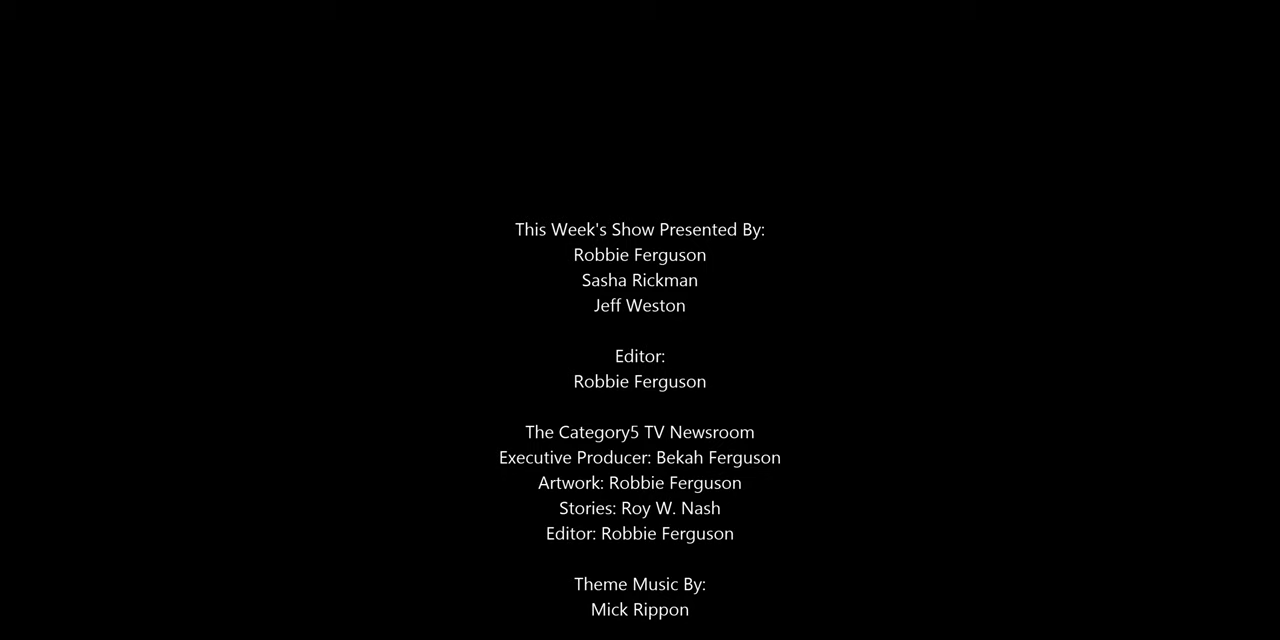 This Week's Show Presented By:
Robbie Ferguson
Sasha Rickman
Jeff Weston
Editor:
Robbie Ferguson
The Category5 TV Newsroom
Executive Producer: Bekah Ferguson
Artwork: Robbie Ferguson
Stories: Roy W. Nash
Editor: Robbie Ferguson
Theme Music By:
Mick Rippon